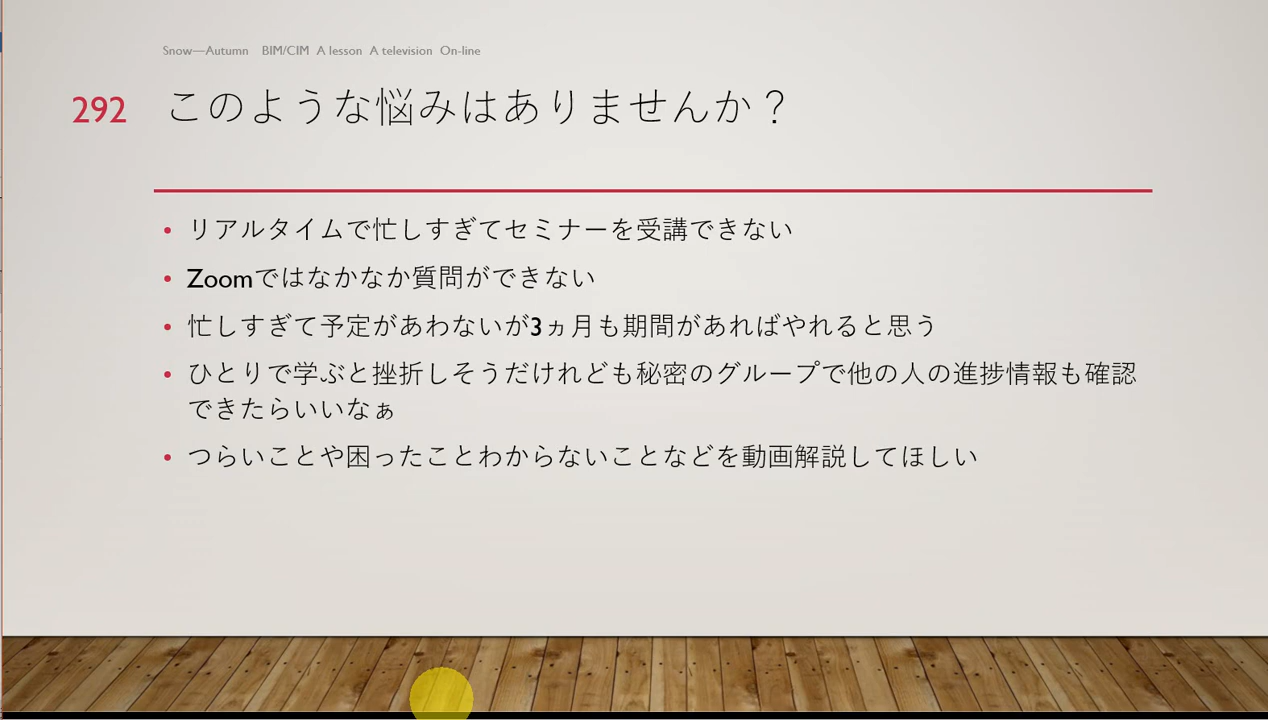 Snow―Autumn BIM/CIM A lesson A television On-line
292 このような悩みはありませんか？
• リアルタイムで忙しすぎてセミナーを受講できない
• Zoomではなかなか質問ができない
• 忙しすぎて予定があわないが3ヵ月も期間があればやれると思う
• ひとりで学ぶと挫折しそうだけれども秘密のグループで他の人の進捗情報も確認
できたらいいなぁ
• つらいことや困ったことわからないことなどを動画解説してほしい